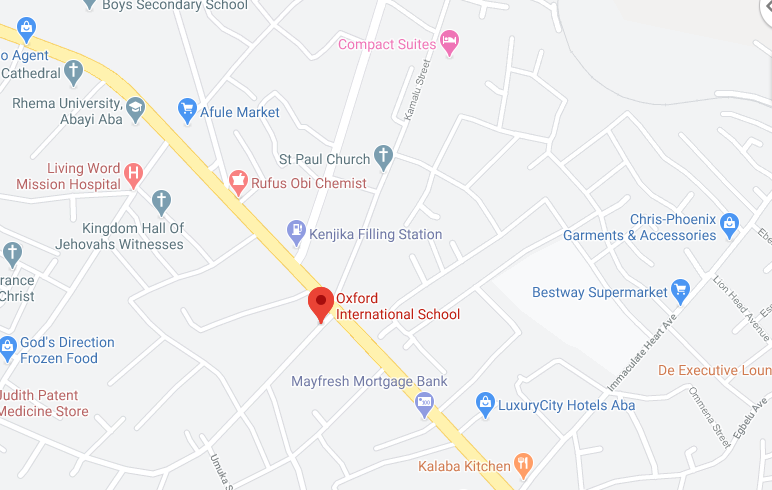 Boys Secondary School
o Agent
Cathedral
Compact Suites
Kamalu Street
Rhema University,
Abayi Aba
Afule Market
St Paul Church
Living Word
Mission Hospital
Rufus Obi Chemist
Kingdom Hall Of
Jehovahs Witnesses
Kenjika Filling Station
Chris-Phoenix
Garments & Accessories
Ebe
rance
Christ
Oxford
International School
Bestway Supermarket
Lion Head Avenue
Immaculate Heart Ave
God's Direction
Frozen Food
De Executive Loun
Mayfresh Mortgage Bank
Judith Patent
Medicine Store
LuxuryCity Hotels Aba
Ommena Street
Egbelu Ave
Umuka S
Kalaba Kitchen